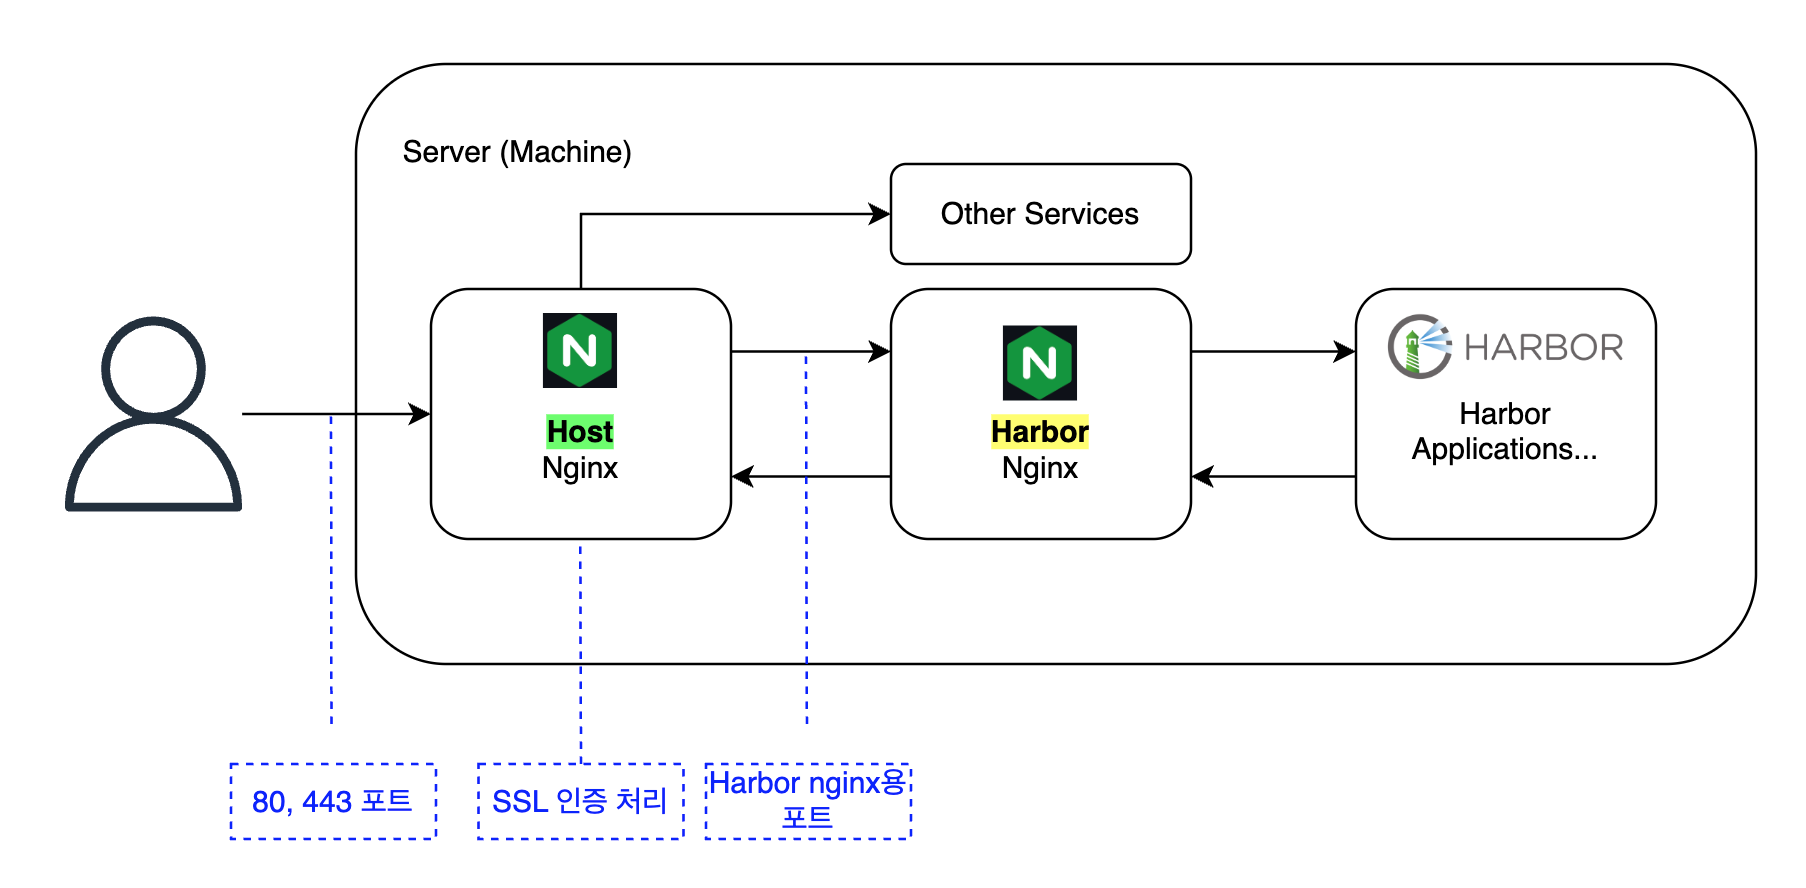 Server (Machine)
Other Services
N
Host
Nginx
N
Harbor
Nginx
HARBOR
Harbor
Applications...
80, 443 포트
SSL 인증 처리
Harbor nginx용
포트